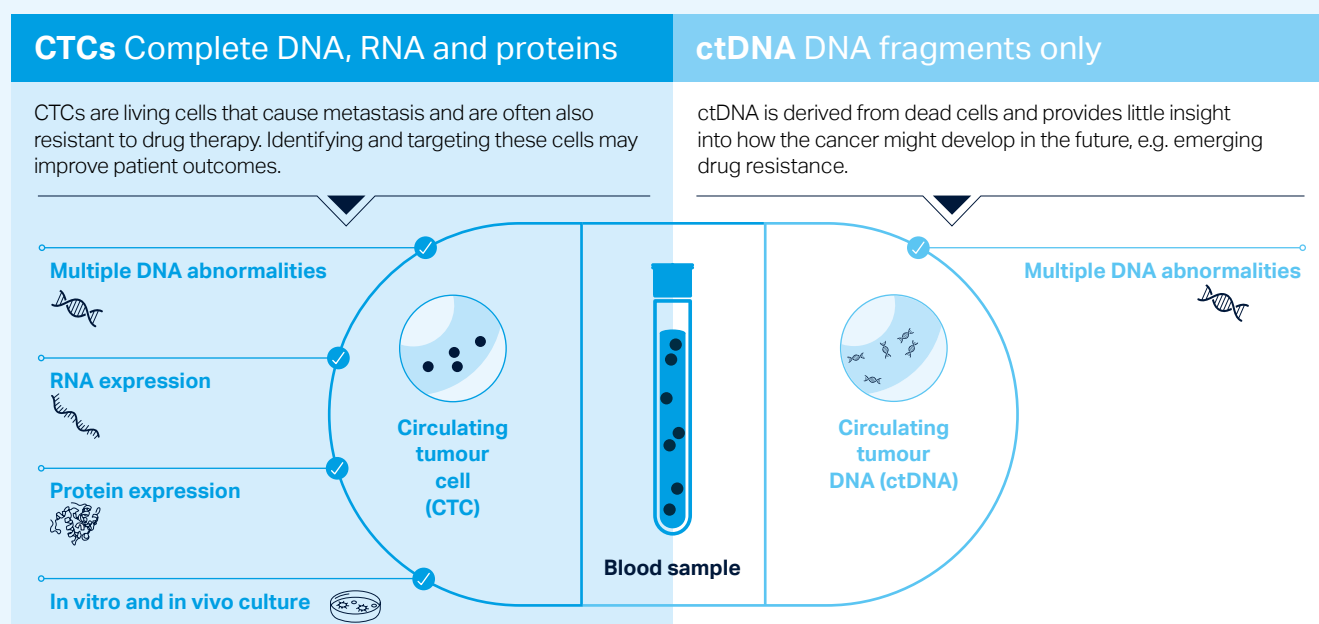 CTCs Complete DNA, RNA and proteins
CTCs are living cells that cause metastasis and are often also
resistant to drug therapy. Identifying and targeting these cells may
improve patient outcomes.
Multiple DNA abnormalities
RNA expression
Protein expression
In vitro and in vivo culture
Circulating
tumour
cell
(CTC)
Blood sample
ctDNA DNA fragments only
ctDNA is derived from dead cells and provides little insight
into how the cancer might develop in the future, e.g. emerging
drug resistance.
Circulating
tumour
DNA (ctDNA)
Multiple DNA abnormalities